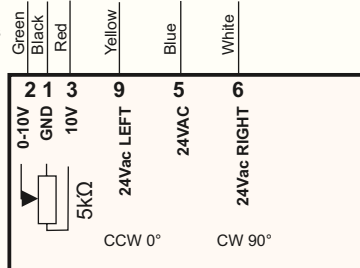 Green
Black
Red
Yellow
Blue
White
2 1 3 9 5 6
0-10V
GND
10V
24Vac LEFT
24VAC
24Vac RIGHT
5kΩ
CCW 0° CW 90°